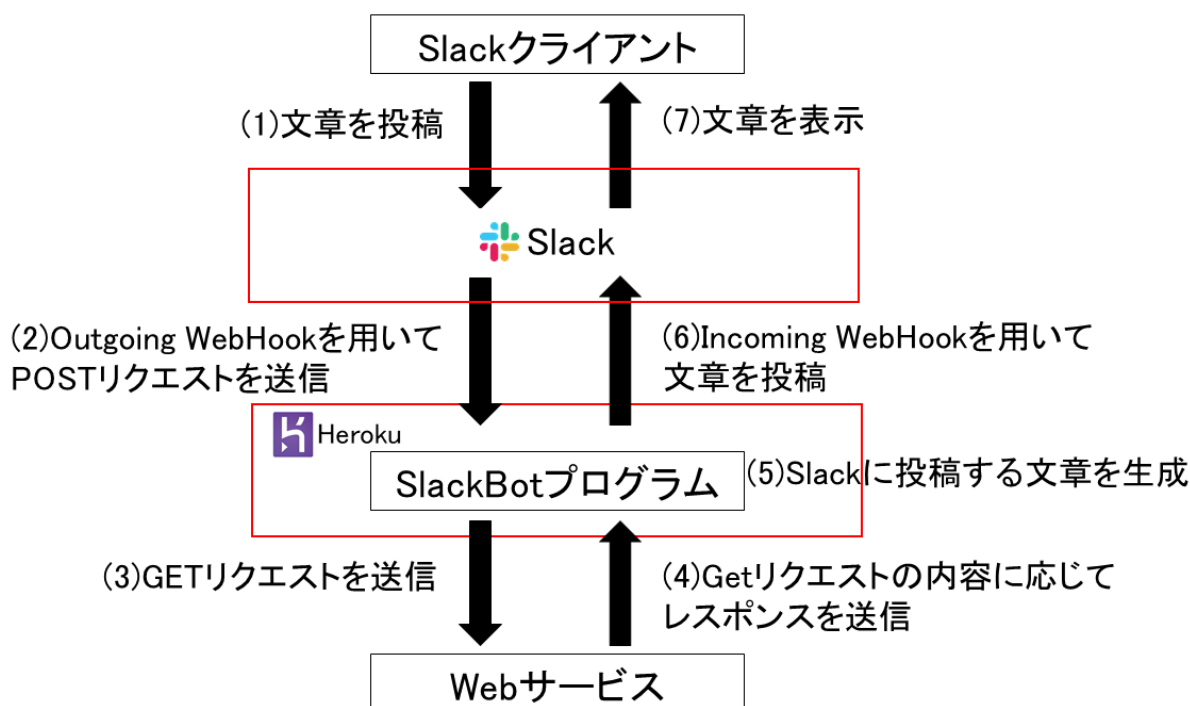 Slackクライアント
(1)文章を投稿
(7)文章を表示
Slack
(2)Outgoing WebHookを用いて
POSTリクエストを送信
(6)Incoming WebHookを用いて
文章を投稿
Heroku
SlackBotプログラム
(5)Slackに投稿する文章を生成
(3)GETリクエストを送信
(4)Getリクエストの内容に応じて
レスポンスを送信
Webサービス